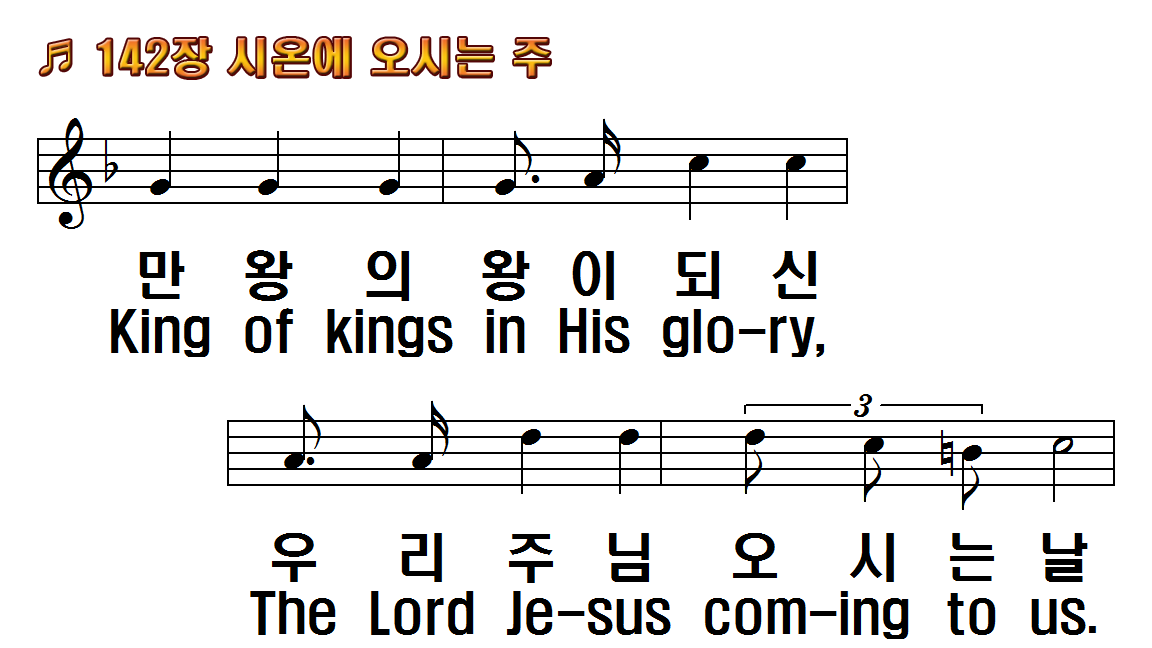 ♬ 142장 시온에 오시는 주
만 왕 의 왕 이 되 신
King of kings in His glo-ry,
3
우 리 주 님 오 시 는 날
The Lord Je-sus com-ing to us.